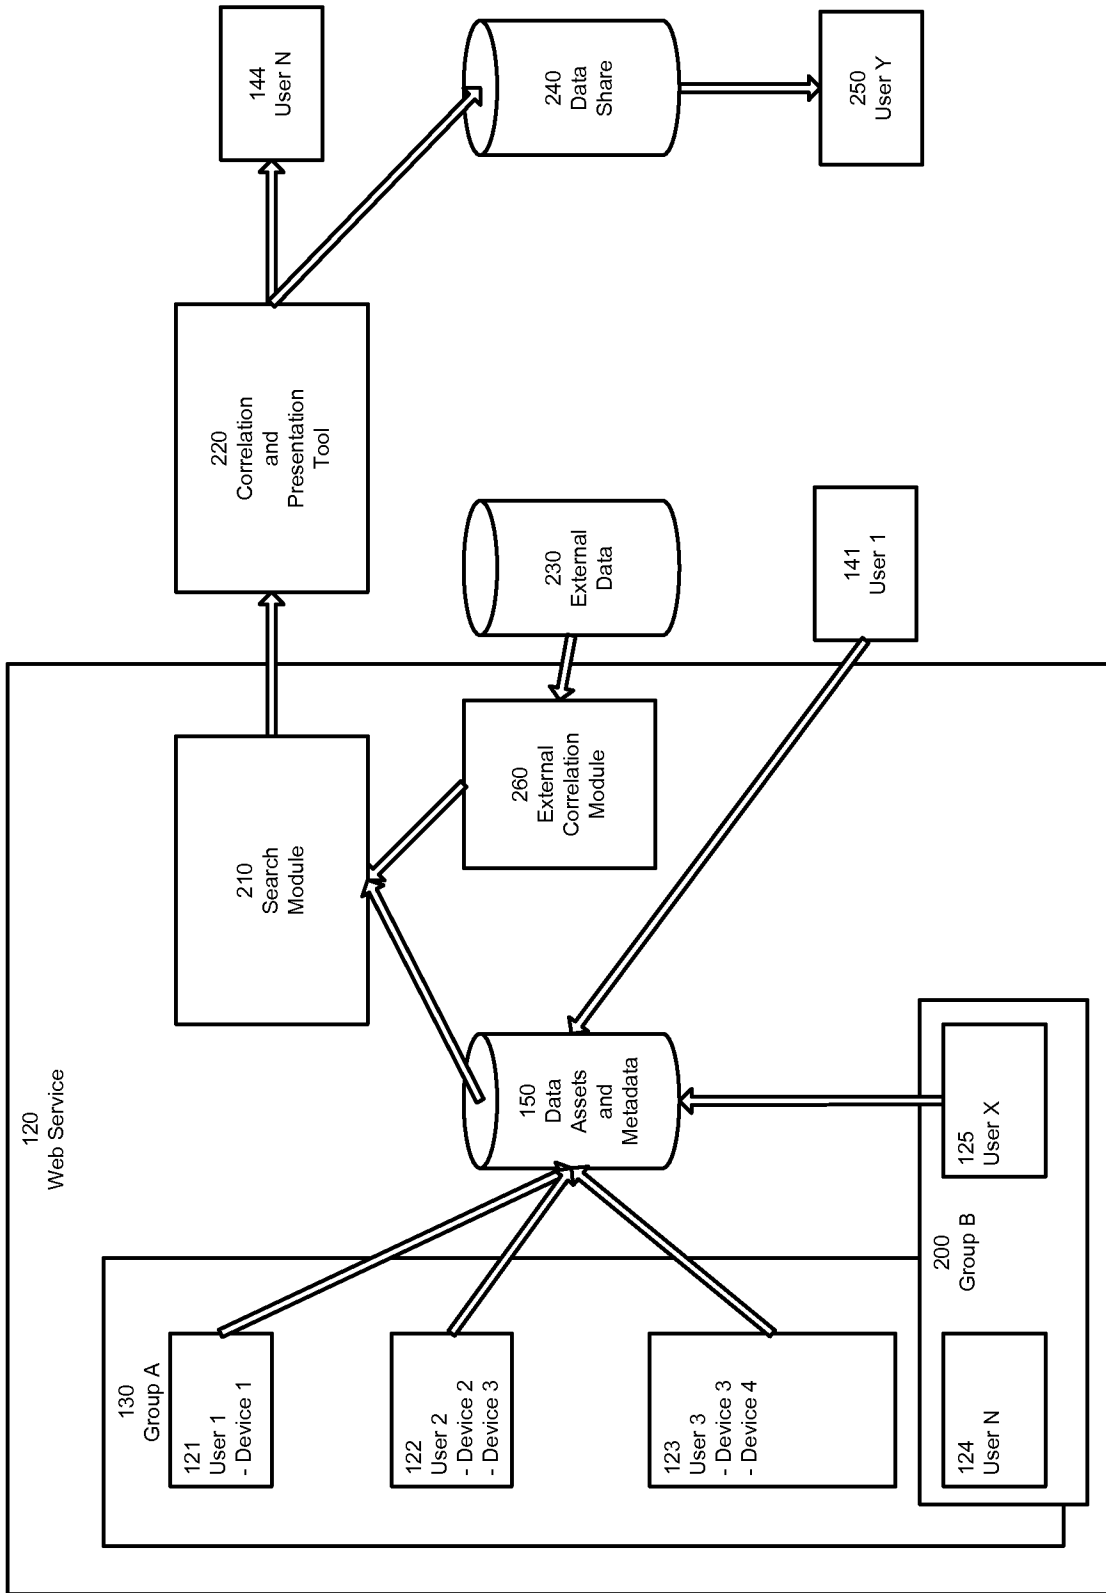 120
Web Service
130
Group A
121
User 1
- Device 1
122
User 2
- Device 2
- Device 3
123
User 3
- Device 3
- Device 4
124
User N
200
Group B
125
User X
150
Data
Assets
and
Metadata
210
Search
Module
260
External
Correlation
Module
230
External
Data
141
User 1
220
Correlation
and
Presentation
Tool
144
User N
240
Data
Share
250
User Y